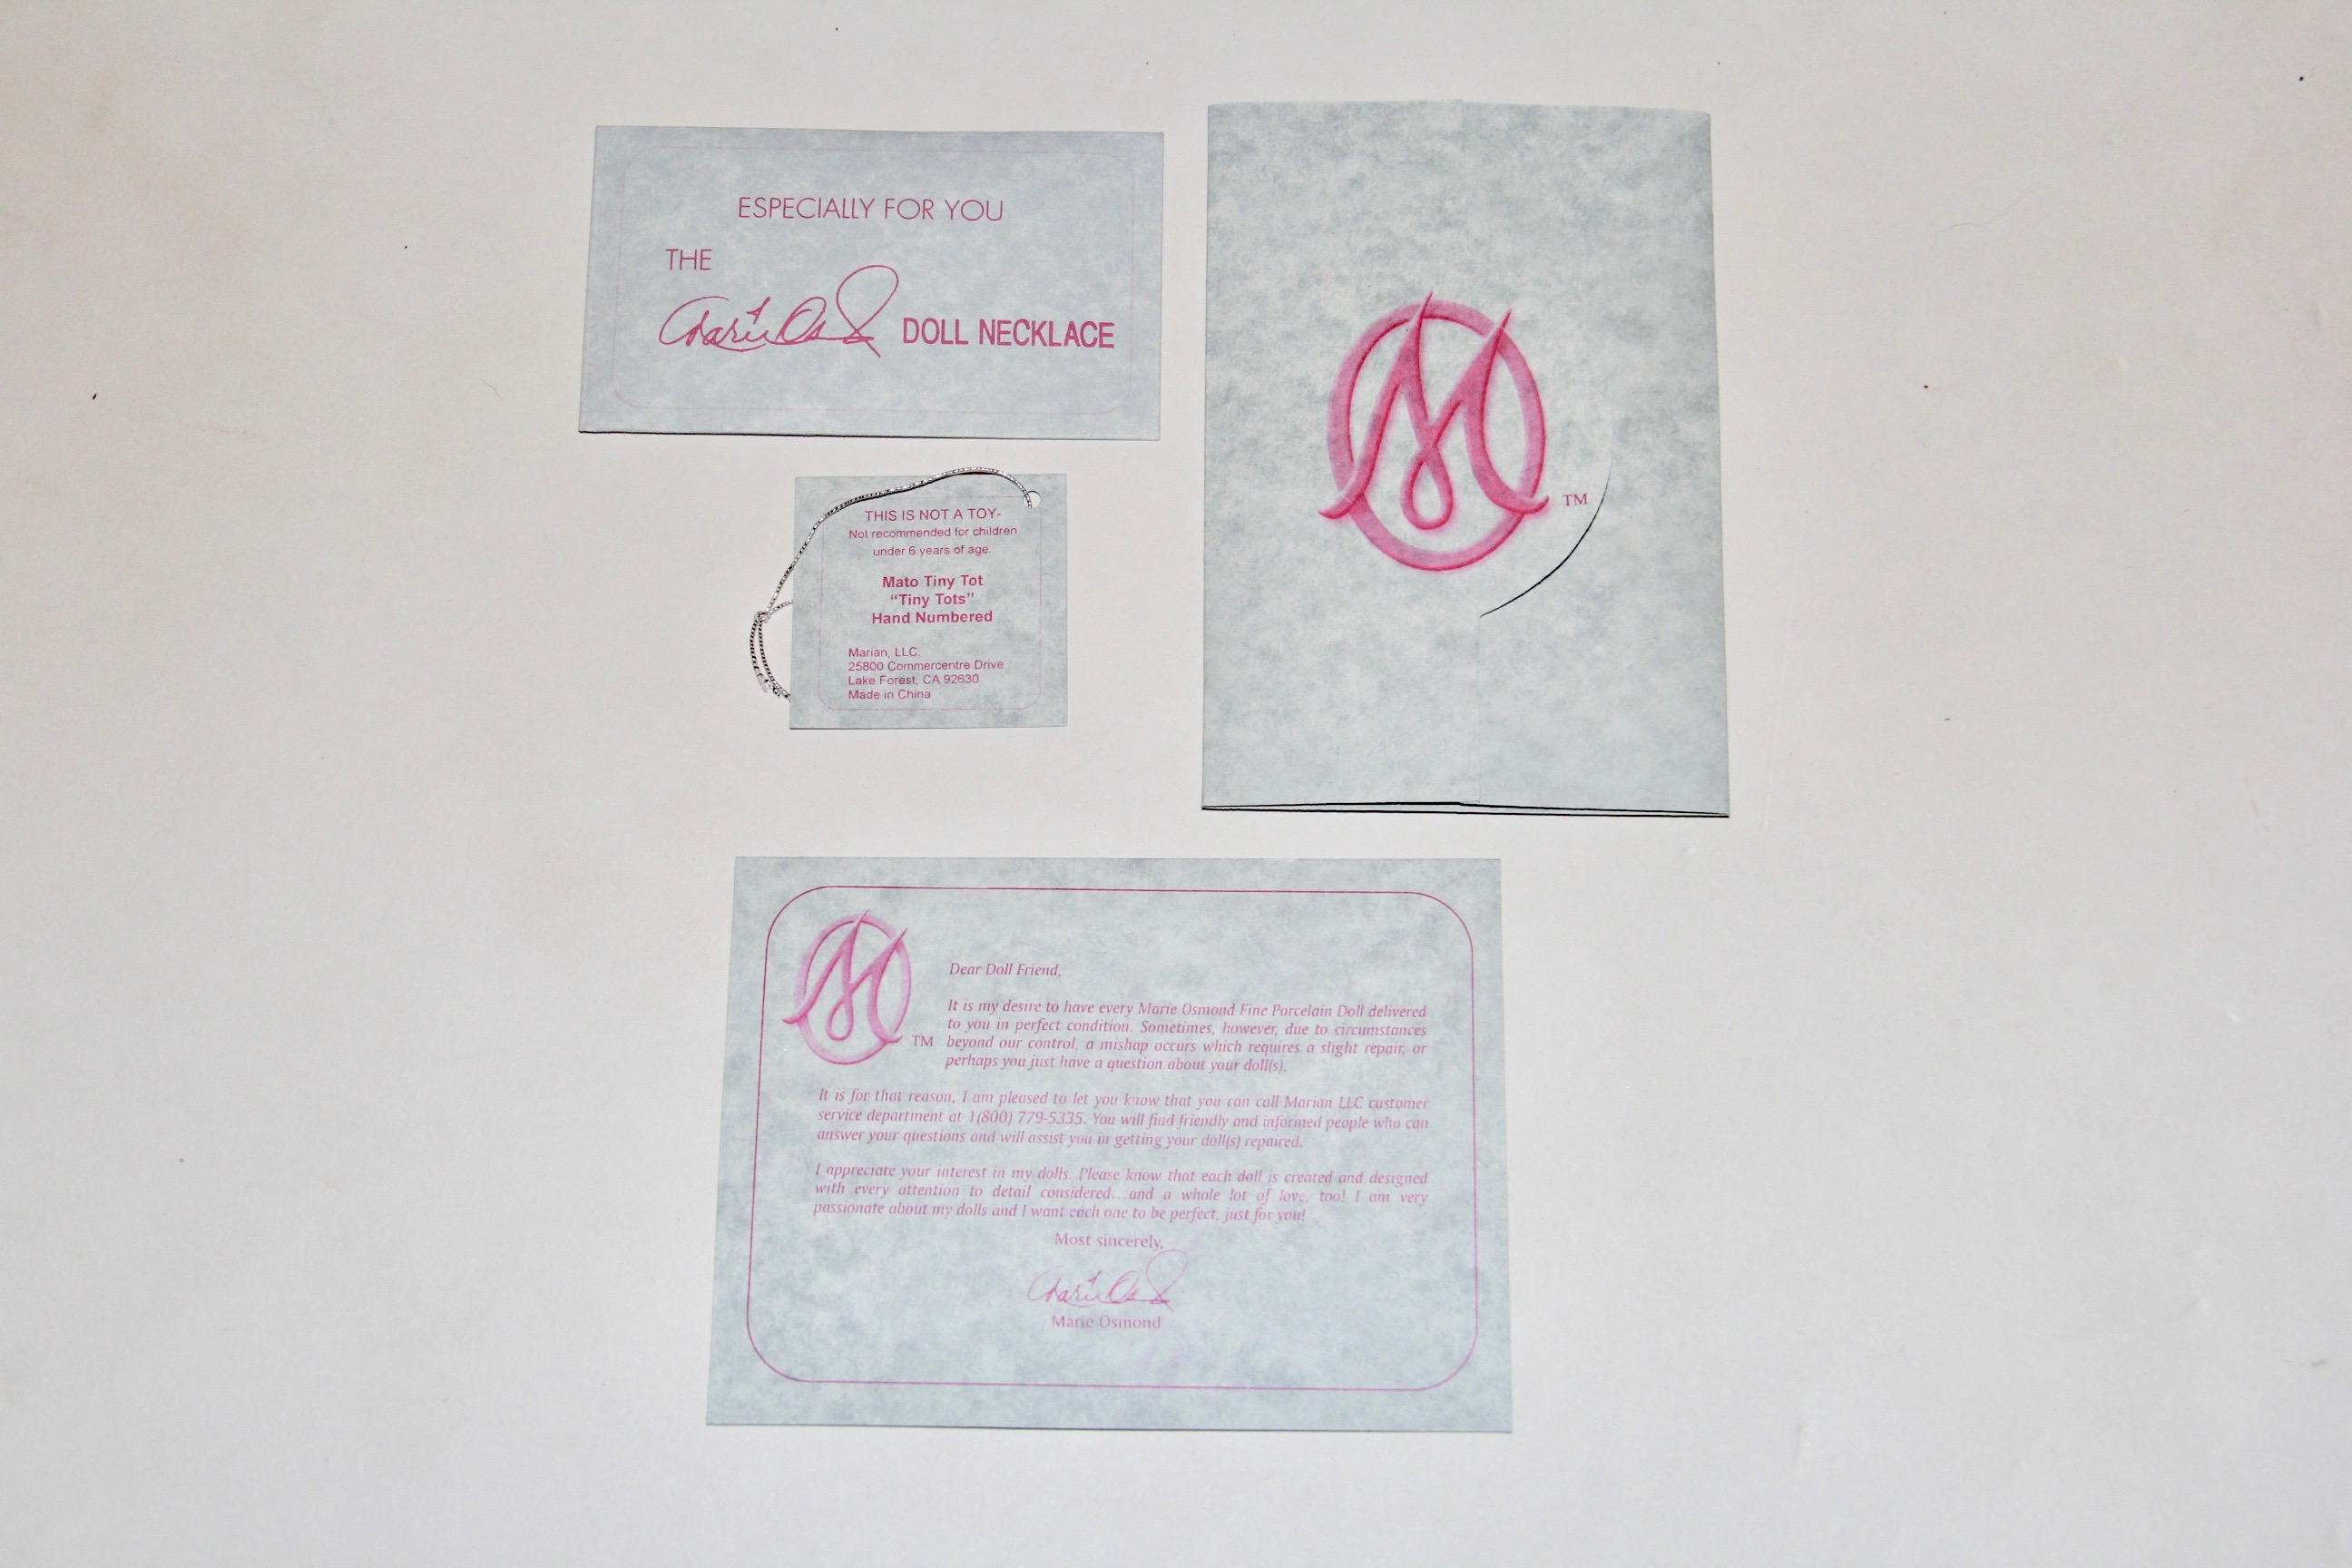 ESPECIALLY FOR YOU
THE
Marie Osmond DOLL NECKLACE
THIS IS NOT A TOY-
Not recommended for children
under 6 years of age.
Mato Tiny Tot
“Tiny Tots”
Hand Numbered
Marian, LLC.
25800 Commercentre Drive
Lake Forest, CA 92630
Made in China
M
TM
M
TM
Dear Doll Friend,
It is my desire to have every Marie Osmond Fine Porcelain Doll delivered
to you in perfect condition. Sometimes, however, due to circumstances
beyond our control, a mishap occurs which requires a slight repair, or
perhaps you just have a question about your doll(s).
It is for that reason, I am pleased to let you know that you can call Marian LLC customer
service department at 1(800) 779-5335. You will find friendly and informed people who can
answer your questions and will assist you in getting your doll(s) repaired.
I appreciate your interest in my dolls. Please know that each doll is created and designed
with every attention to detail considered...and a whole lot of love, too! I am very
passionate about my dolls and I want each one to be perfect, just for you!
Most sincerely,
Marie Osmond
Marie Osmond